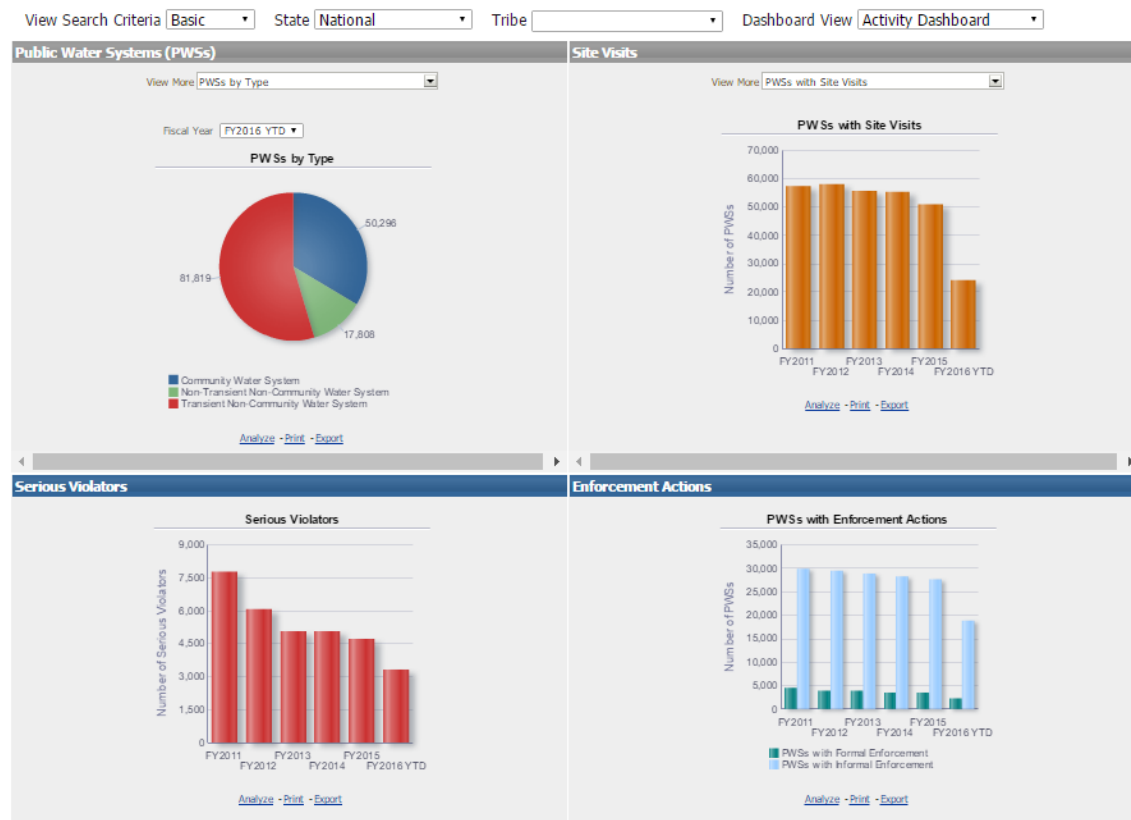 View Search Criteria Basic State National Tribe Dashboard View Activity Dashboard
Public Water Systems (PWSs)
View More PWSs by Type
Fiscal Year FY2016 YTD
PWSs by Type
50,296
81,819
17,808
Community Water System
Non-Transient Non-Community Water System
Transient Non-Community Water System
Analyze - Print - Export
Site Visits
View More PWSs with Site Visits
PWSs with Site Visits
Number of PWSs
70,000
60,000
50,000
40,000
30,000
20,000
10,000
0
FY2011 FY2013 FY2015
FY2012 FY2014 FY2016 YTD
Analyze - Print - Export
Serious Violators
Serious Violators
Number of Serious Violators
9,000
7,500
6,000
4,500
3,000
1,500
0
FY2011 FY2013 FY2015
FY2012 FY2014 FY2016 YTD
Analyze - Print - Export
Enforcement Actions
PWSs with Enforcement Actions
Number of PWSs
35,000
30,000
25,000
20,000
15,000
10,000
5,000
0
FY2011 FY2013 FY2015
FY2012 FY2014 FY2016 YTD
PWSs with Formal Enforcement
PWSs with Informal Enforcement
Analyze - Print - Export